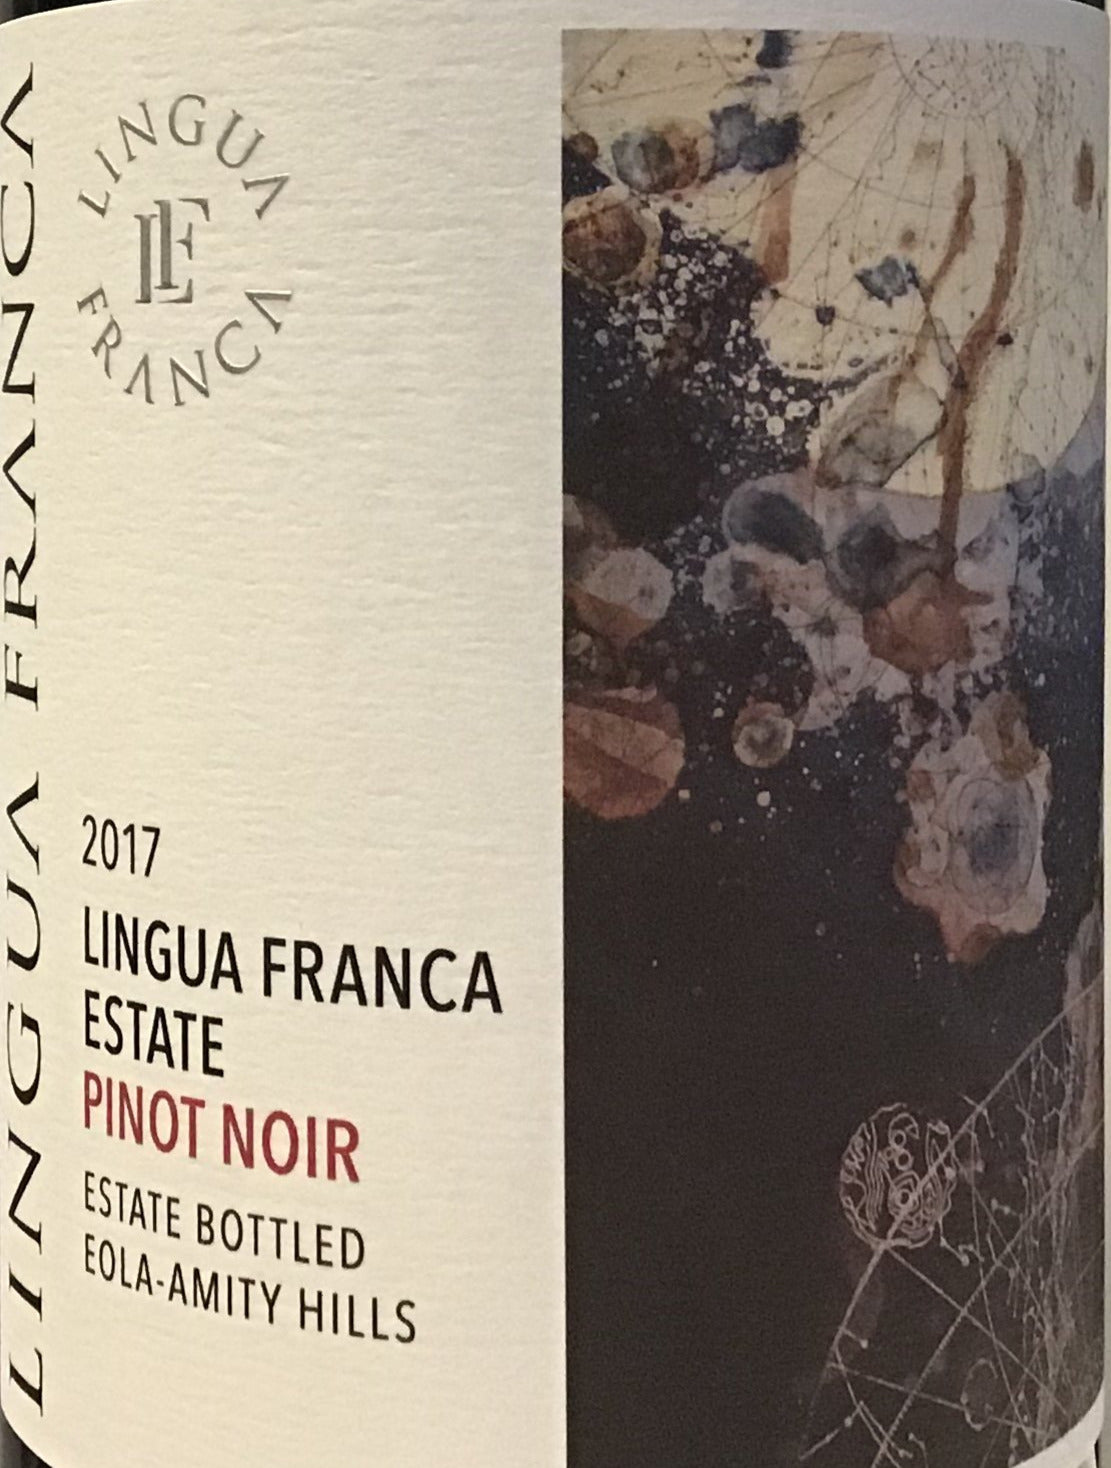 LINGUA FRANCA
LINGUA
LF
FRANCA
2017
LINGUA FRANCA
ESTATE
PINOT NOIR
ESTATE BOTTLED
EOLA-AMITY HILLS